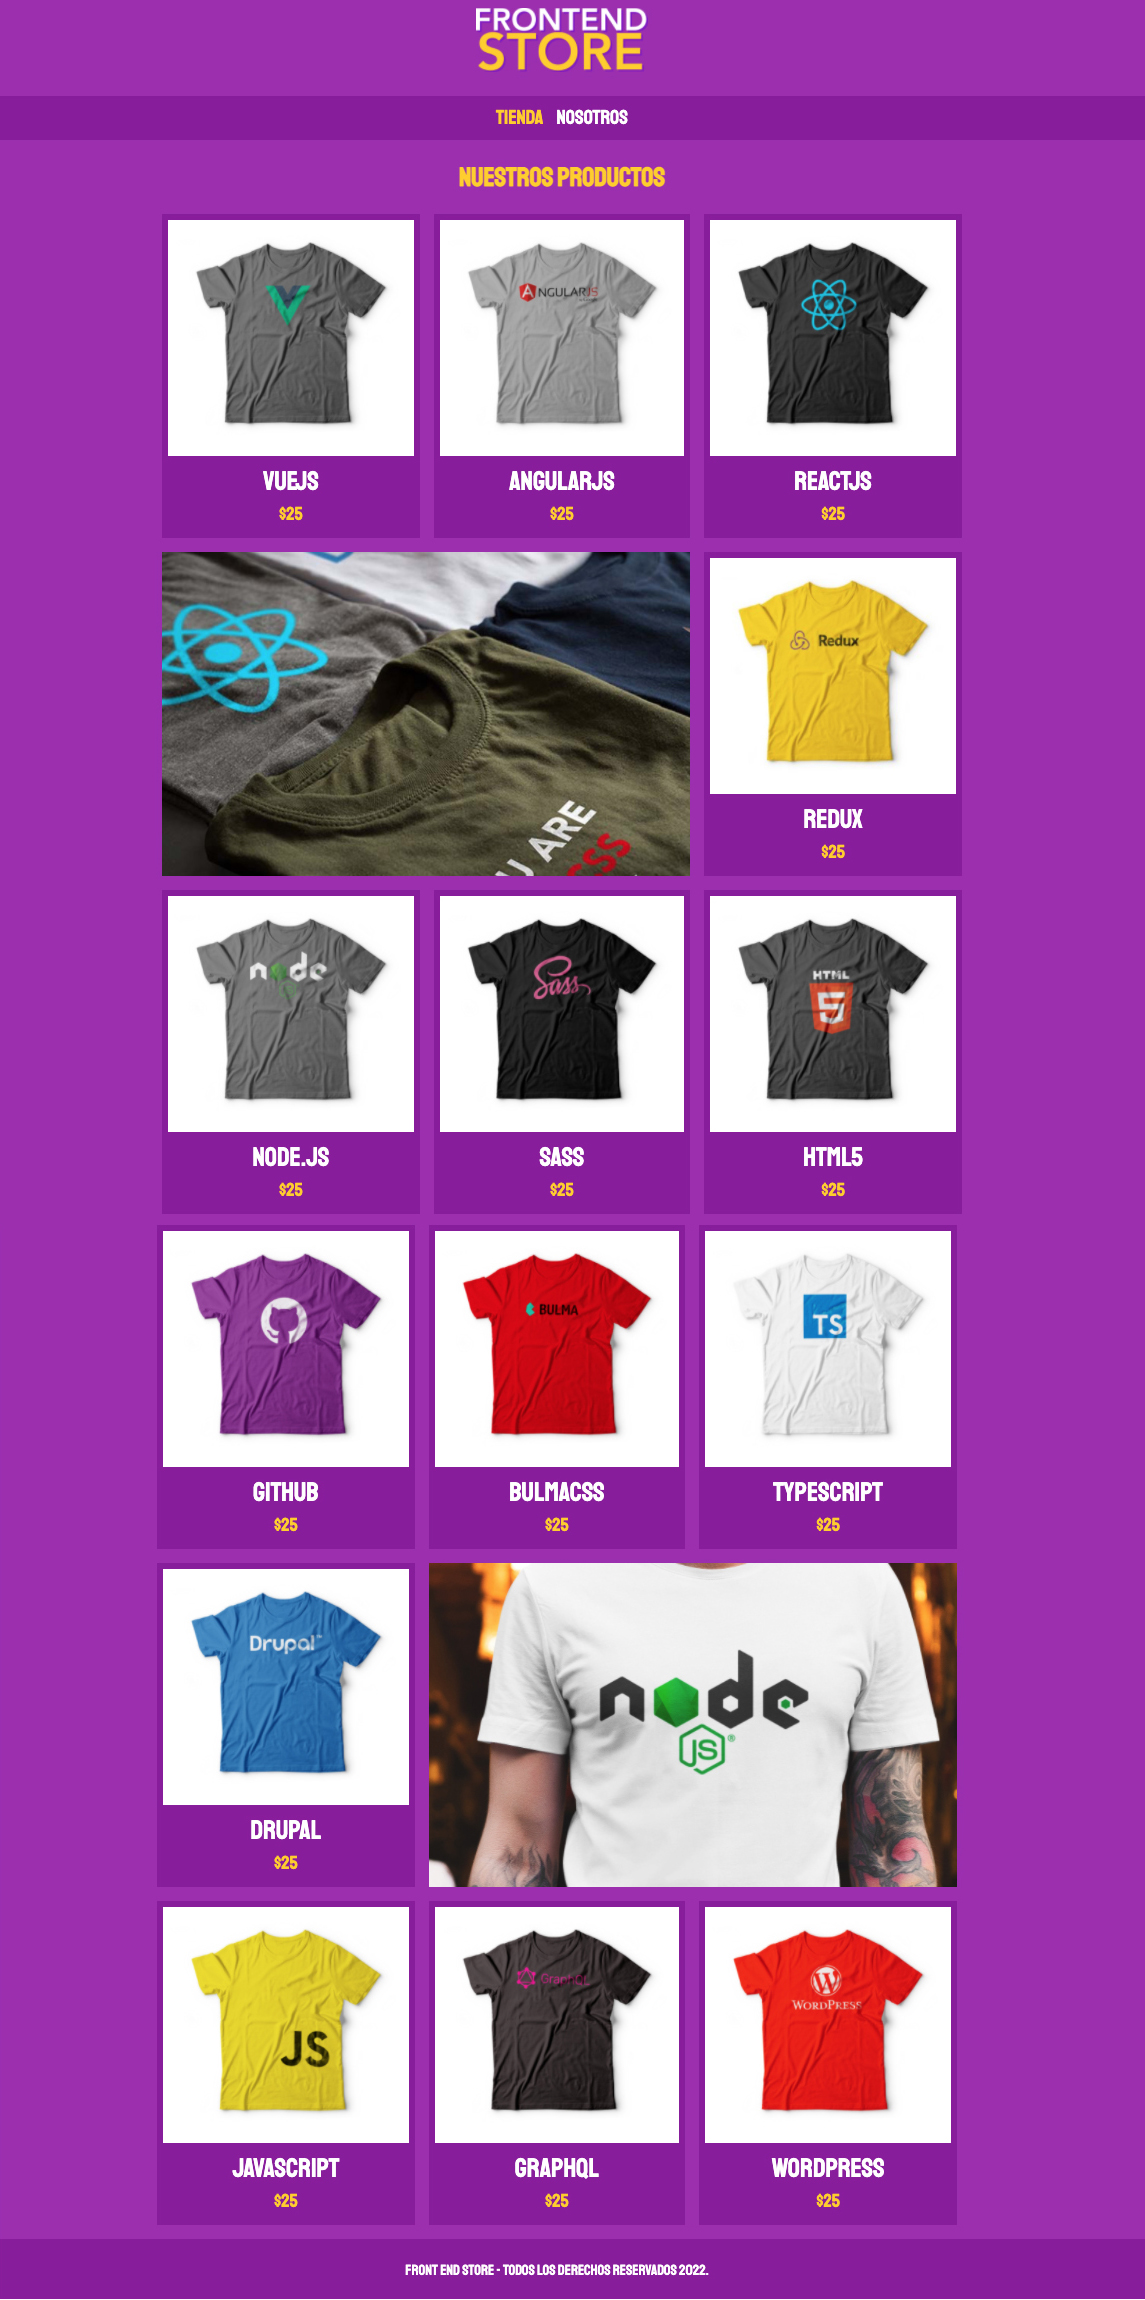 FRONTEND
STORE
TIENDA NOSOTROS
NUESTROS PRODUCTOS
NGULARJS
VUEJS ANGULARJS REACTJS
$25 $25 $25
Redux
U ARE
REDUX
$25
node
Sass
HTML
5
NODE.JS SASS HTML5
$25 $25 $25
BULMA
TS
GITHUB BULMACSS TYPESCRIPT
$25 $25 $25
Drupal
node
JS®
DRUPAL
$25
GraphQL
W
WORDPRESS
JS
JAVASCRIPT GRAPHQL WORDPRESS
$25 $25 $25
FRONT END STORE - TODOS LOS DERECHOS RESERVADOS 2022.